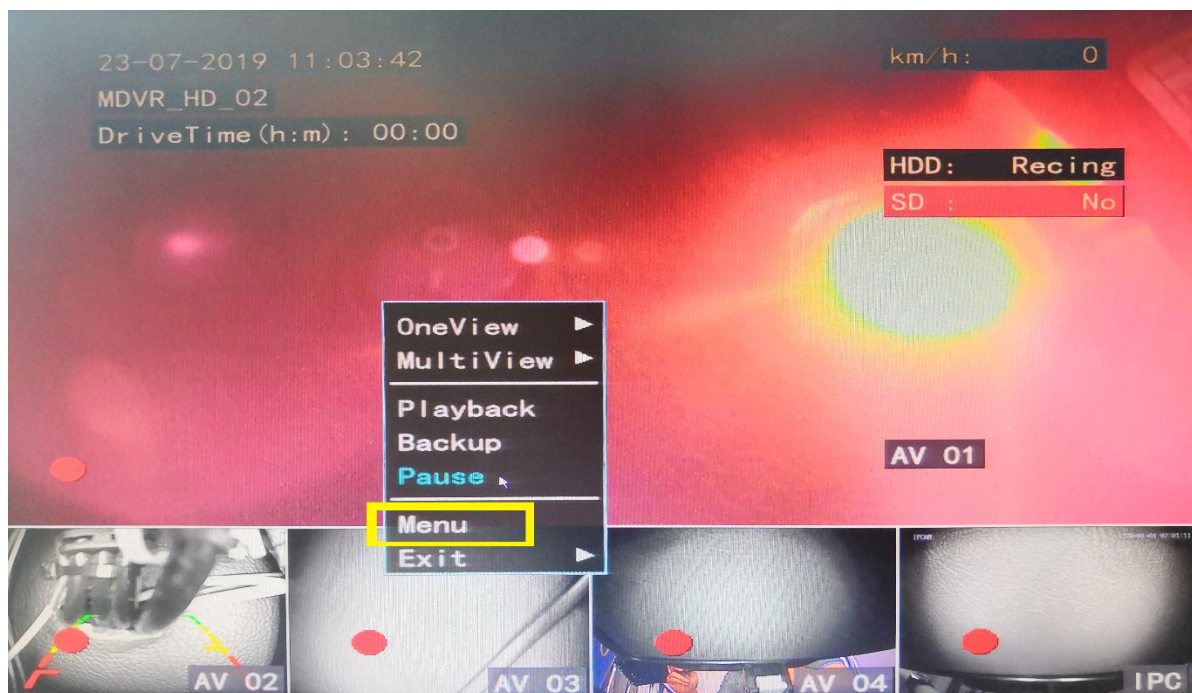 23-07-2019 11:03:42
km/h: 0
MDVR_HD_02
DriveTime(h:m): 00:00
HDD: Recing
SD : No
OneView
MultiView
Playback
Backup
Pause
Menu
Exit
AV 01
IPCAM
AV 02
AV 03
AV 04
IPC